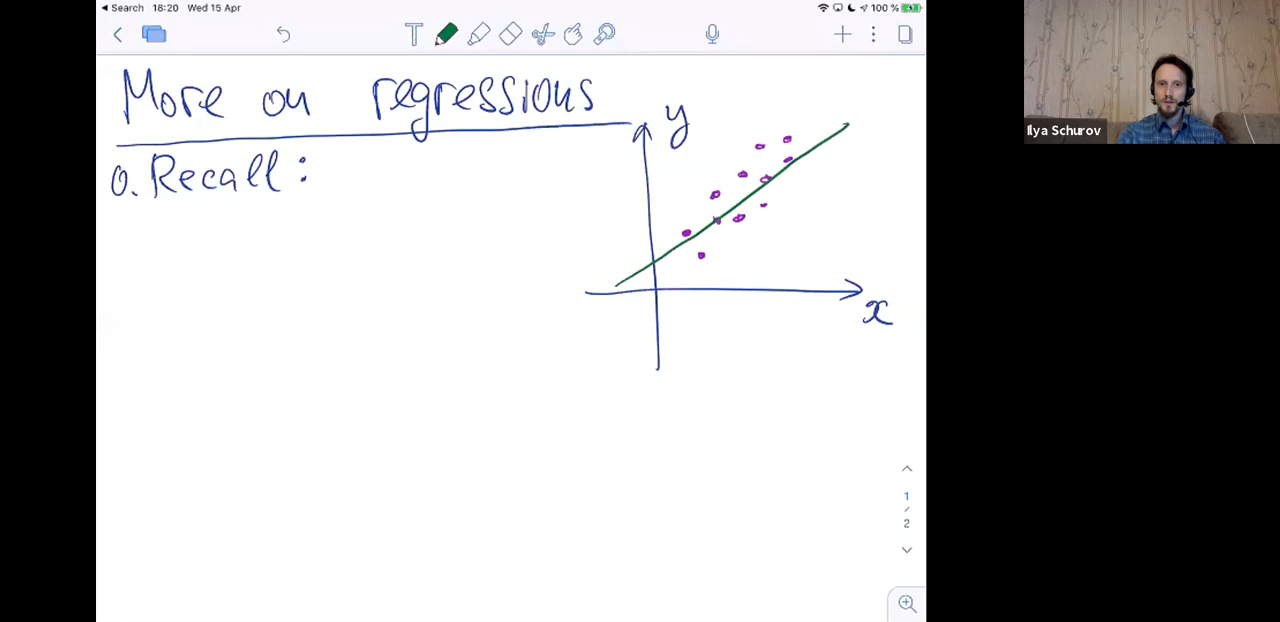 Search 18:20 Wed 15 Apr 100 %
T
More on regressions
0. Recall:
y
x
1
2
Ilya Schurov